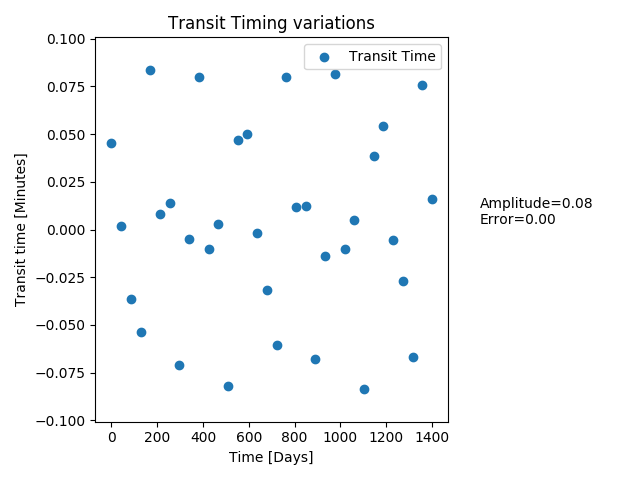 Transit Timing variations
Transit Time
0.100
0.075
0.050
0.025
0.000
−0.025
−0.050
−0.075
−0.100
Transit time [Minutes]
0 200 400 600 800 1000 1200 1400
Time [Days]
Amplitude=0.08
Error=0.00